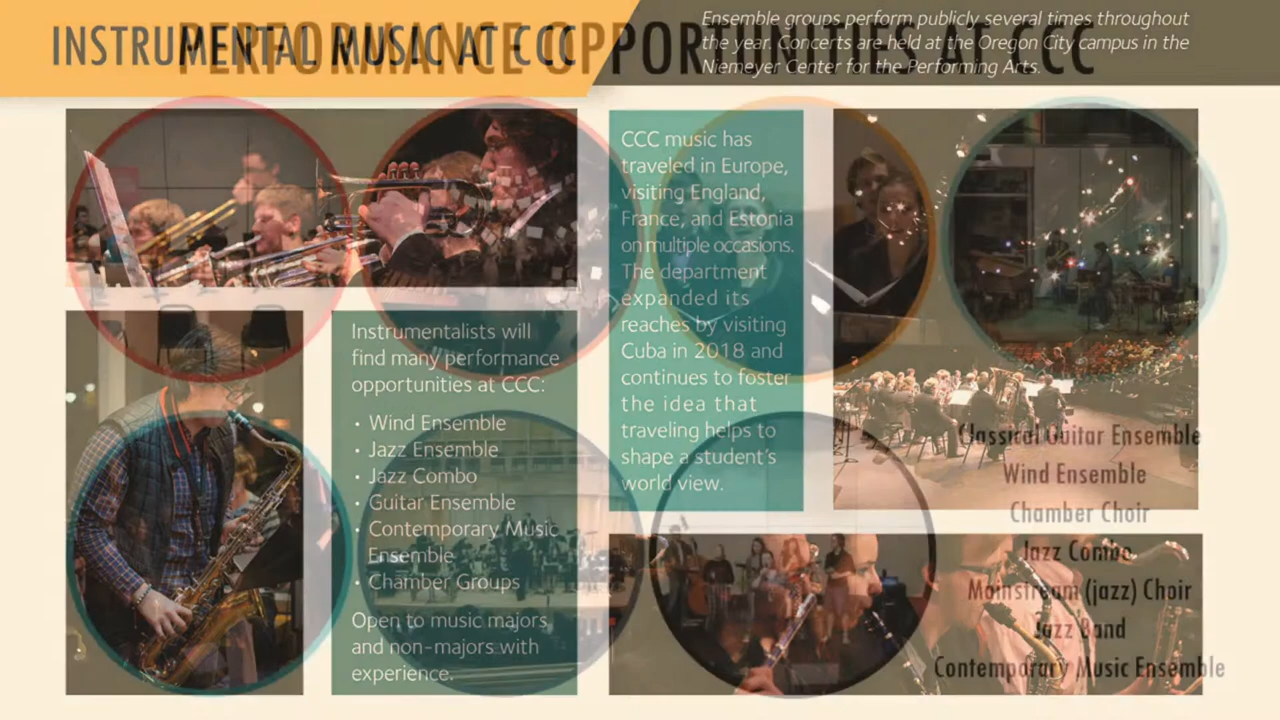 INSTRUMENTAL MUSIC AT CCC
PERFORMANCE OPPORTUNITIES AT CCC
Ensemble groups perform publicly several times throughout
the year. Concerts are held at the Oregon City campus in the
Niemeyer Center for the Performing Arts.
Instrumentalists will
find many performance
opportunities at CCC:
• Wind Ensemble
• Jazz Ensemble
• Jazz Combo
• Guitar Ensemble
• Contemporary Music
Ensemble
• Chamber Groups
Open to music majors
and non-majors with
experience.
CCC music has
traveled in Europe,
visiting England,
France, and Estonia
on multiple occasions.
The department
expanded its
reaches by visiting
Cuba in 2018 and
continues to foster
the idea that
traveling helps to
shape a student's
world view.
Classical Guitar Ensemble
Wind Ensemble
Chamber Choir
Jazz Combo
Mainstream (jazz) Choir
Jazz Band
Contemporary Music Ensemble